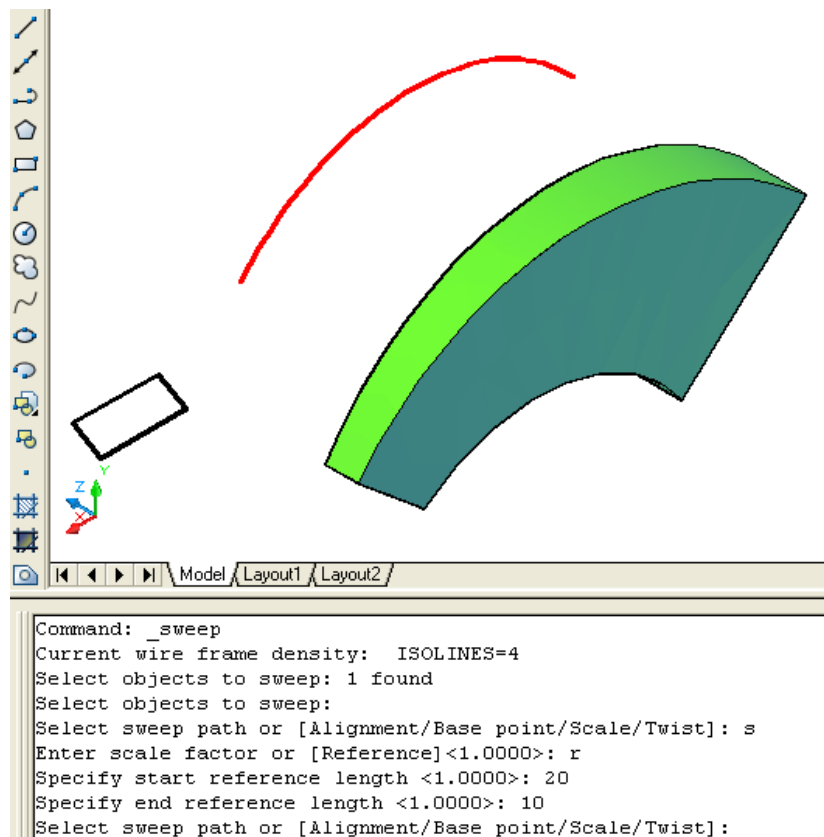 Y
Z
X
Model Layout1 Layout2
Command: _sweep
Current wire frame density:  ISOLINES=4
Select objects to sweep: 1 found
Select objects to sweep:
Select sweep path or [Alignment/Base point/Scale/Twist]: s
Enter scale factor or [Reference]<1.0000>: r
Specify start reference length <1.0000>: 20
Specify end reference length <1.0000>: 10
Select sweep path or [Alignment/Base point/Scale/Twist]: